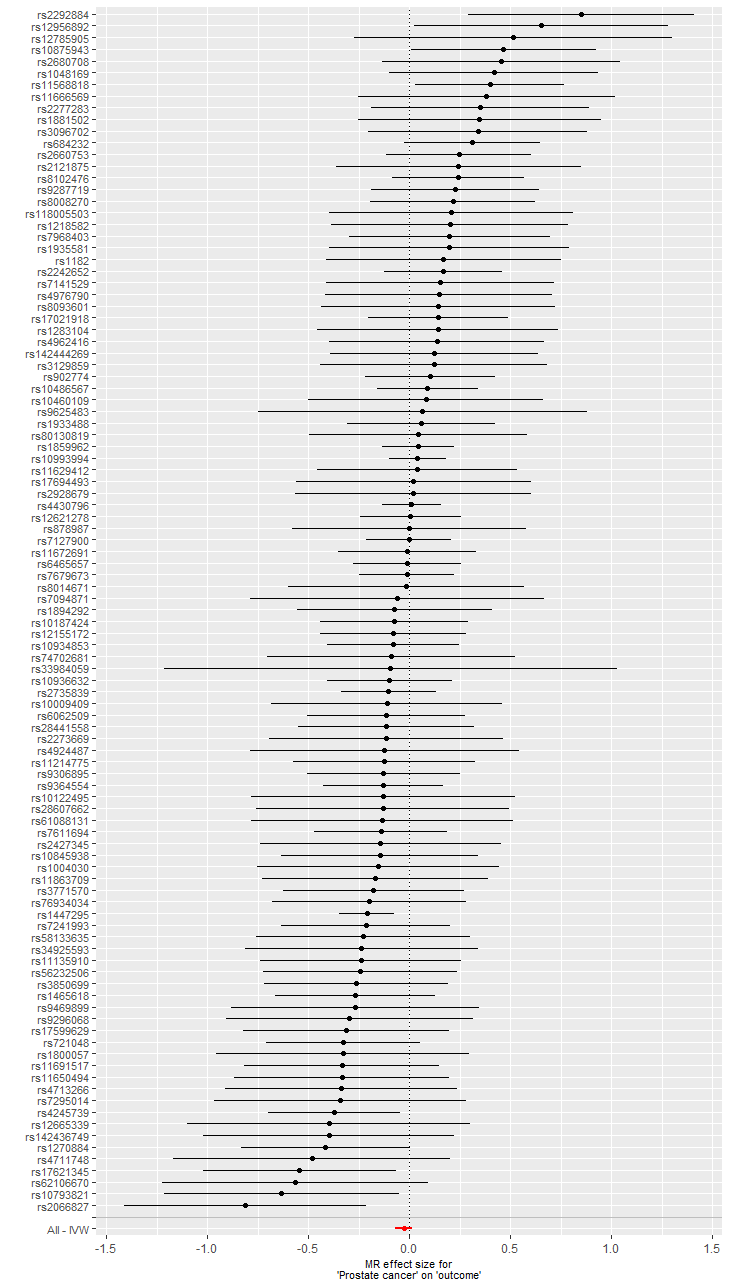 rs2292884
rs12956892
rs12785905
rs10875943
rs2680708
rs1048169
rs11568818
rs11666569
rs2277283
rs1881502
rs3096702
rs684232
rs2660753
rs2121875
rs8102476
rs9287719
rs8008270
rs118005503
rs1218582
rs7968403
rs1935581
rs1182
rs2242652
rs7141529
rs4976790
rs8093601
rs17021918
rs1283104
rs4962416
rs142444269
rs3129859
rs902774
rs10486567
rs10460109
rs9625483
rs1933488
rs80130819
rs1859962
rs10993994
rs11629412
rs17694493
rs2928679
rs4430796
rs12621278
rs878987
rs7127900
rs11672691
rs6465657
rs7679673
rs8014671
rs7094871
rs1894292
rs10187424
rs12155172
rs10934853
rs74702681
rs33984059
rs10936632
rs2735839
rs10009409
rs6062509
rs28441558
rs2273669
rs4924487
rs11214775
rs9306895
rs9364554
rs10122495
rs28607662
rs61088131
rs7611694
rs2427345
rs10845938
rs1004030
rs11863709
rs3771570
rs76934034
rs1447295
rs7241993
rs58133635
rs34925593
rs11135910
rs56232506
rs3850699
rs1465618
rs9469899
rs9296068
rs17599629
rs721048
rs1800057
rs11691517
rs11650494
rs4713266
rs7295014
rs4245739
rs12665339
rs142436749
rs1270884
rs4711748
rs17621345
rs62106670
rs10793821
rs2066827
All - IVW
-1.5 -1.0 -0.5 0.0 0.5 1.0 1.5
MR effect size for
'Prostate cancer' on 'outcome'